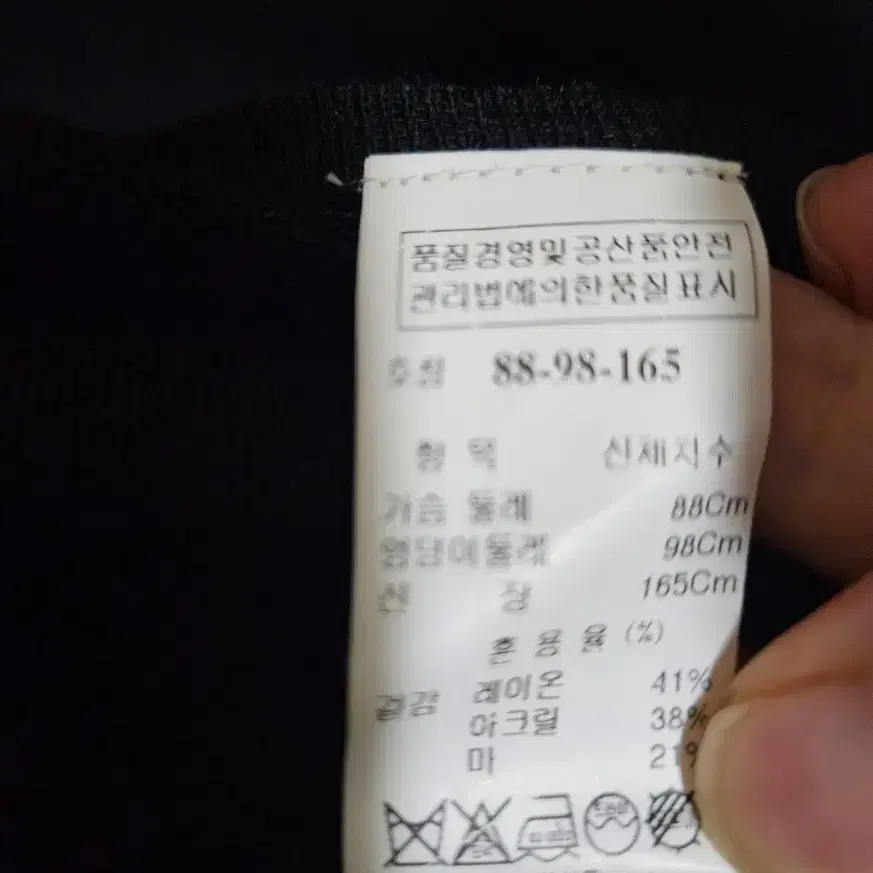 품질경영및공산품안전
관리법에의한품질표시
호칭 88-98-165
항목 신체치수
가슴둘레 88Cm
엉덩이둘레 98Cm
신장 165Cm
혼용율 (%)
겉감 레이온 41%
아크릴 38%
마 21%